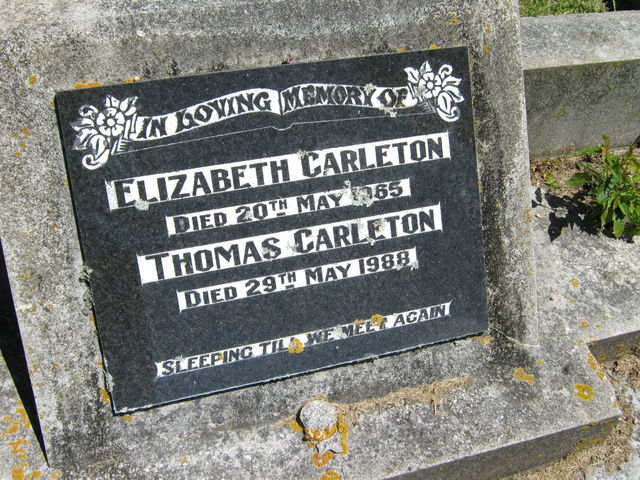 IN LOVING MEMORY OF
ELIZABETH CARLETON
DIED 20TH MAY 1965
THOMAS CARLETON
DIED 29TH MAY 1988
SLEEPING TILL WE MEET AGAIN